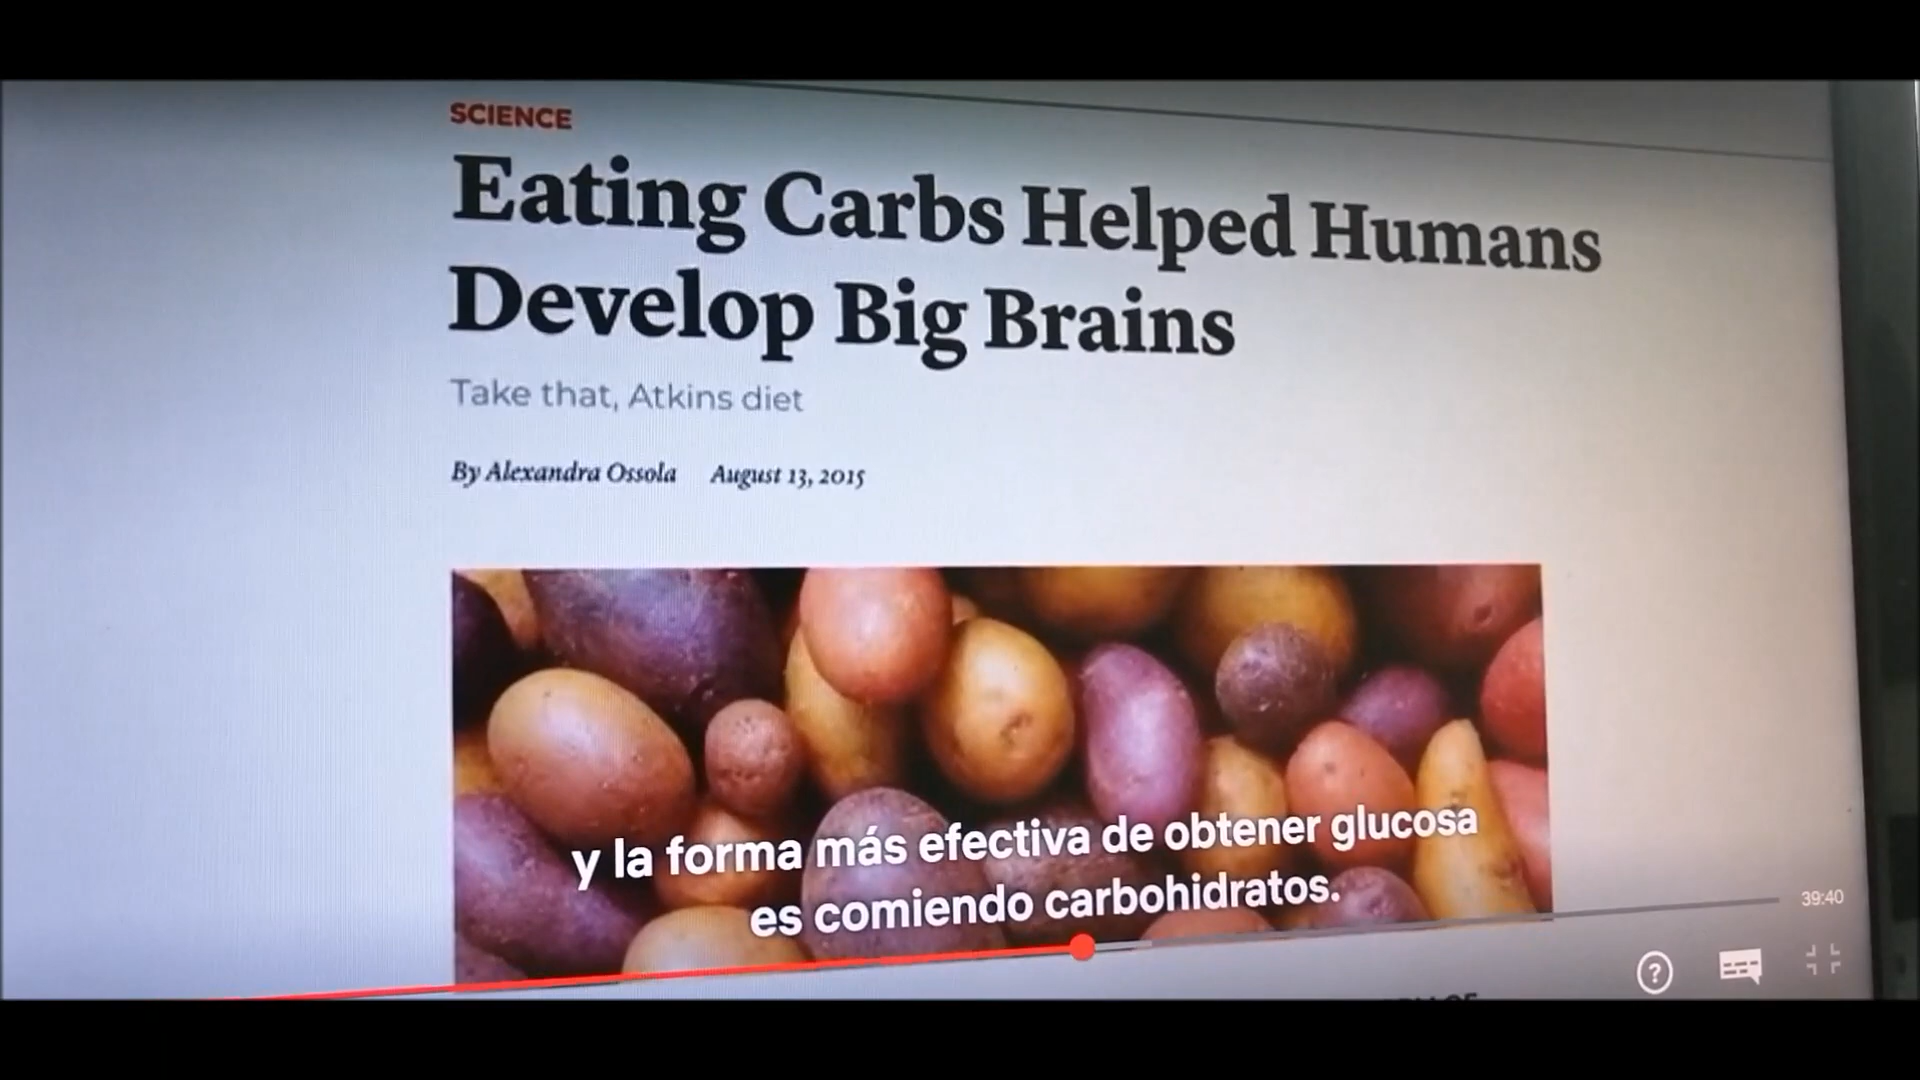 SCIENCE
Eating Carbs Helped Humans
Develop Big Brains
Take that, Atkins diet
By Alexandra Ossola August 13, 2015
y la forma más efectiva de obtener glucosa
es comiendo carbohidratos.
39:40
?